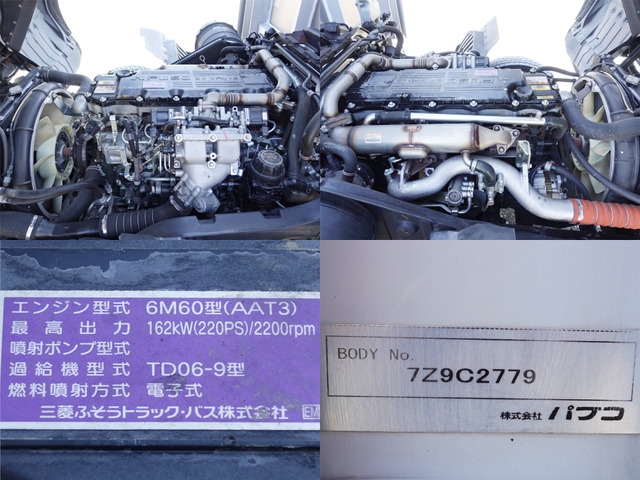 エンジン型式 6M60型(AAT3)
最高出力 162kW(220PS)/2200rpm
噴射ポンプ型式
過給機型式 TD06-9型
燃料噴射方式 電子式
三菱ふそうトラック・バス株式会社
BODY No.
7Z9C2779
株式会社 パブコ